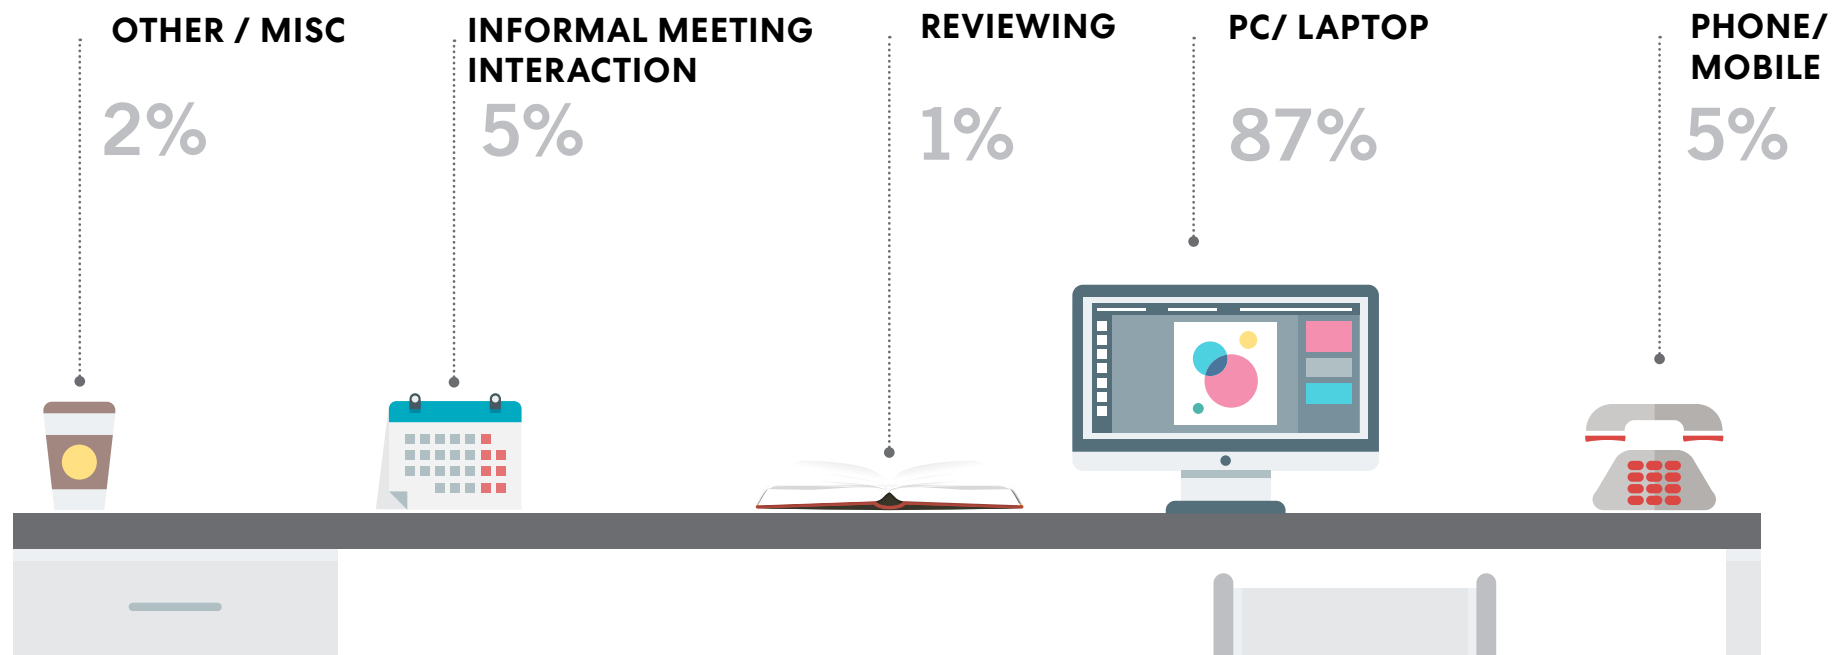 OTHER / MISC
2%
INFORMAL MEETING
INTERACTION
5%
REVIEWING
1%
PC/ LAPTOP
87%
PHONE/
MOBILE
5%